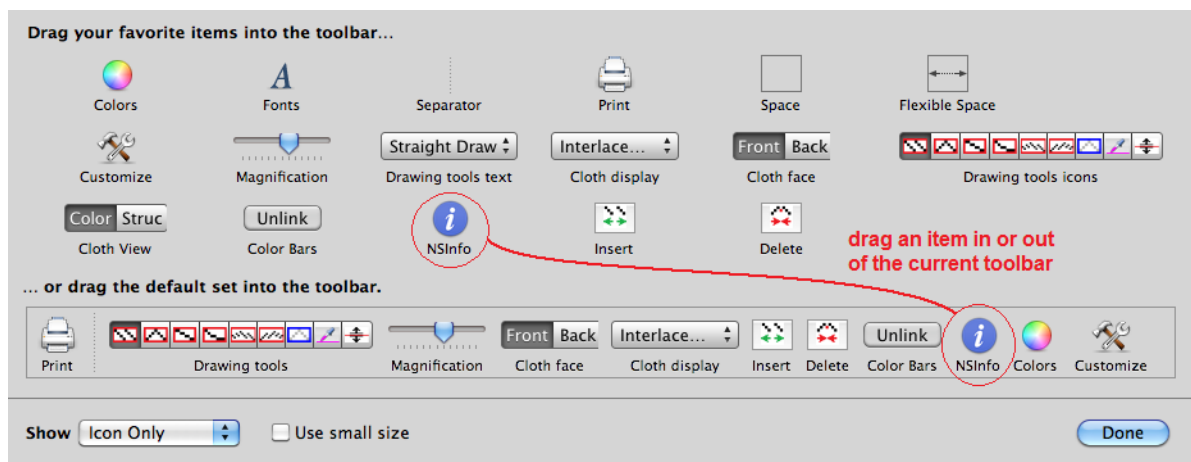 Drag your favorite items into the toolbar...
Colors Fonts Separator Print Space Flexible Space
Straight Draw Interlace... Front Back
Customize Magnification Drawing tools text Cloth display Cloth face Drawing tools icons
Color Struc Unlink i
Cloth View Color Bars NSInfo Insert Delete
drag an item in or out
of the current toolbar
... or drag the default set into the toolbar.
Front Back Interlace... Unlink i
Print Drawing tools Magnification Cloth face Cloth display Insert Delete Color Bars NSInfo Colors Customize
Show Icon Only Use small size Done